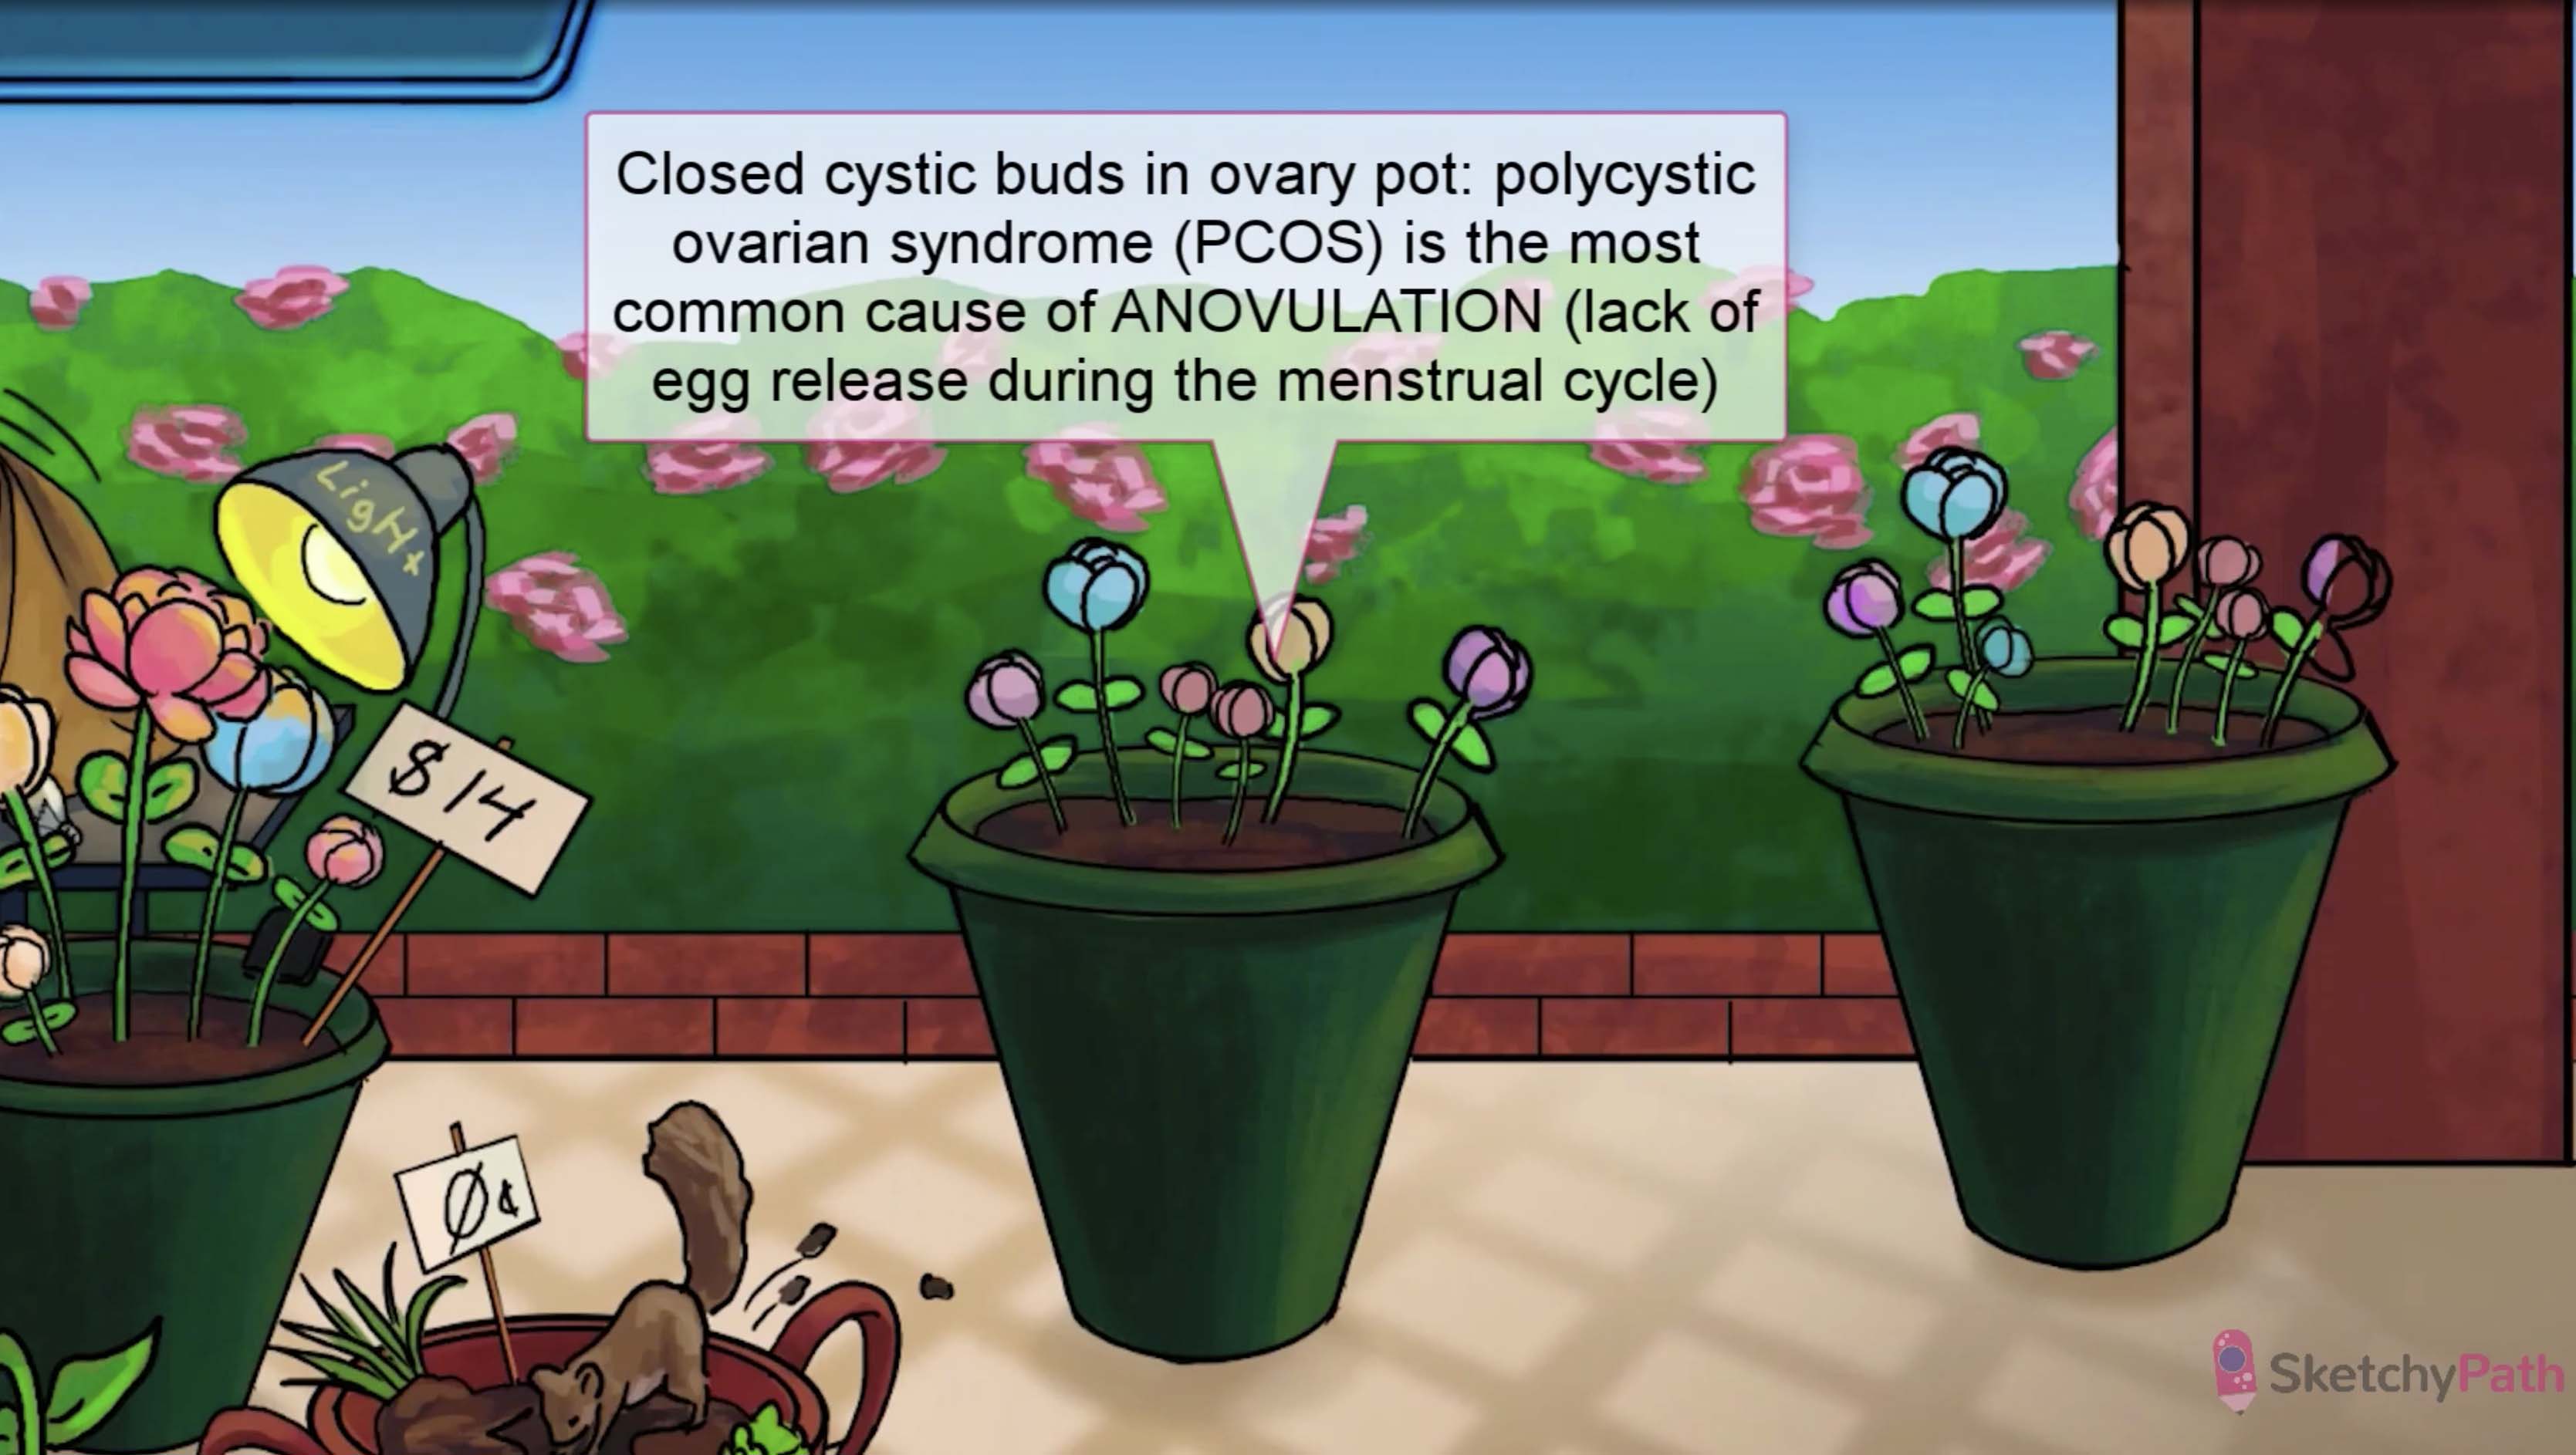 Closed cystic buds in ovary pot: polycystic
ovarian syndrome (PCOS) is the most
common cause of ANOVULATION (lack of
egg release during the menstrual cycle)
LigHt
$14
0¢
SketchyPath